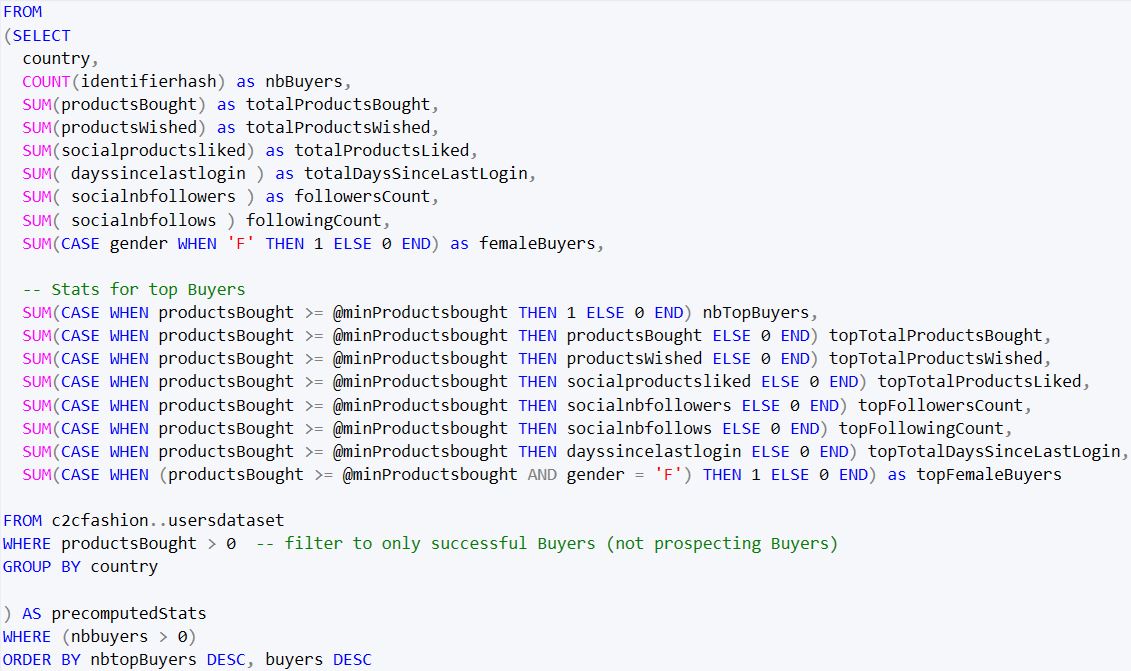 FROM
(SELECT
country,
COUNT(identifierhash) as nbBuyers,
SUM(productsBought) as totalProductsBought,
SUM(productsWished) as totalProductsWished,
SUM(socialproductsliked) as totalProductsLiked,
SUM( dayssincelastlogin ) as totalDaysSinceLastLogin,
SUM( socialnbfollowers ) as followersCount,
SUM( socialnbfollows ) followingCount,
SUM(CASE gender WHEN 'F' THEN 1 ELSE 0 END) as femaleBuyers,
-- Stats for top Buyers
SUM(CASE WHEN productsBought >= @minProductsbought THEN 1 ELSE 0 END) nbTopBuyers,
SUM(CASE WHEN productsBought >= @minProductsbought THEN productsBought ELSE 0 END) topTotalProductsBought,
SUM(CASE WHEN productsBought >= @minProductsbought THEN productsWished ELSE 0 END) topTotalProductsWished,
SUM(CASE WHEN productsBought >= @minProductsbought THEN socialproductsliked ELSE 0 END) topTotalProductsLiked,
SUM(CASE WHEN productsBought >= @minProductsbought THEN socialnbfollowers ELSE 0 END) topFollowersCount,
SUM(CASE WHEN productsBought >= @minProductsbought THEN socialnbfollows ELSE 0 END) topFollowingCount,
SUM(CASE WHEN productsBought >= @minProductsbought THEN dayssincelastlogin ELSE 0 END) topTotalDaysSinceLastLogin,
SUM(CASE WHEN (productsBought >= @minProductsbought AND gender = 'F') THEN 1 ELSE 0 END) as topFemaleBuyers
FROM c2cfashion..usersdataset
WHERE productsBought > 0  -- filter to only successful Buyers (not prospecting Buyers)
GROUP BY country
) AS precomputedStats
WHERE (nbbuyers > 0)
ORDER BY nbtopBuyers DESC, buyers DESC